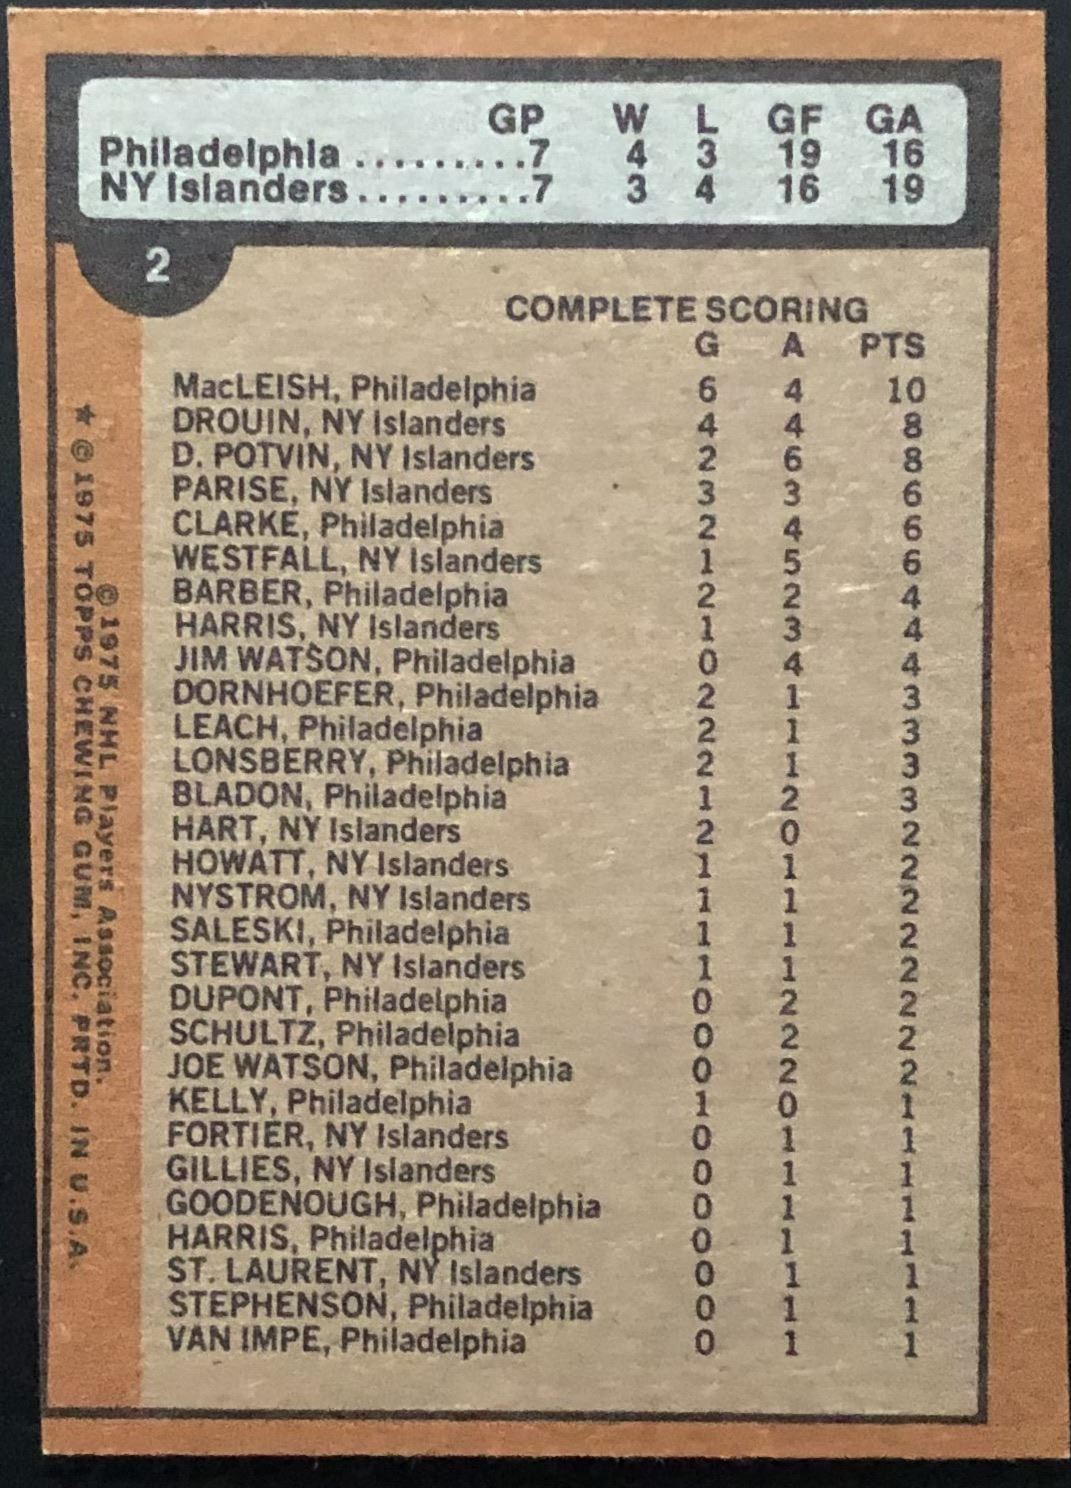 GP W L GF GA
Philadelphia .........7 4 3 19 16
NY Islanders.........7 3 4 16 19
2
COMPLETE SCORING
G A PTS
MacLEISH, Philadelphia 6 4 10
DROUIN, NY Islanders 4 4 8
D. POTVIN, NY Islanders 2 6 8
PARISE, NY Islanders 3 3 6
CLARKE, Philadelphia 2 4 6
WESTFALL, NY Islanders 1 5 6
BARBER, Philadelphia 2 2 4
HARRIS, NY Islanders 1 3 4
JIM WATSON, Philadelphia 0 4 4
DORNHOEFER, Philadelphia 2 1 3
LEACH, Philadelphia 2 1 3
LONSBERRY, Philadelphia 2 1 3
BLADON, Philadelphia 1 2 3
HART, NY Islanders 2 0 2
HOWATT, NY Islanders 1 1 2
NYSTROM, NY Islanders 1 1 2
SALESKI, Philadelphia 1 1 2
STEWART, NY Islanders 1 1 2
DUPONT, Philadelphia 0 2 2
SCHULTZ, Philadelphia 0 2 2
JOE WATSON, Philadelphia 0 2 2
KELLY, Philadelphia 1 0 1
FORTIER, NY Islanders 0 1 1
GILLIES, NY Islanders 0 1 1
GOODENOUGH, Philadelphia 0 1 1
HARRIS, Philadelphia 0 1 1
ST. LAURENT, NY Islanders 0 1 1
STEPHENSON, Philadelphia 0 1 1
VAN IMPE, Philadelphia 0 1 1
©1975 NHL Players Association.
★ ©1975 TOPPS CHEWING GUM, INC. PRTD. IN U.S.A.